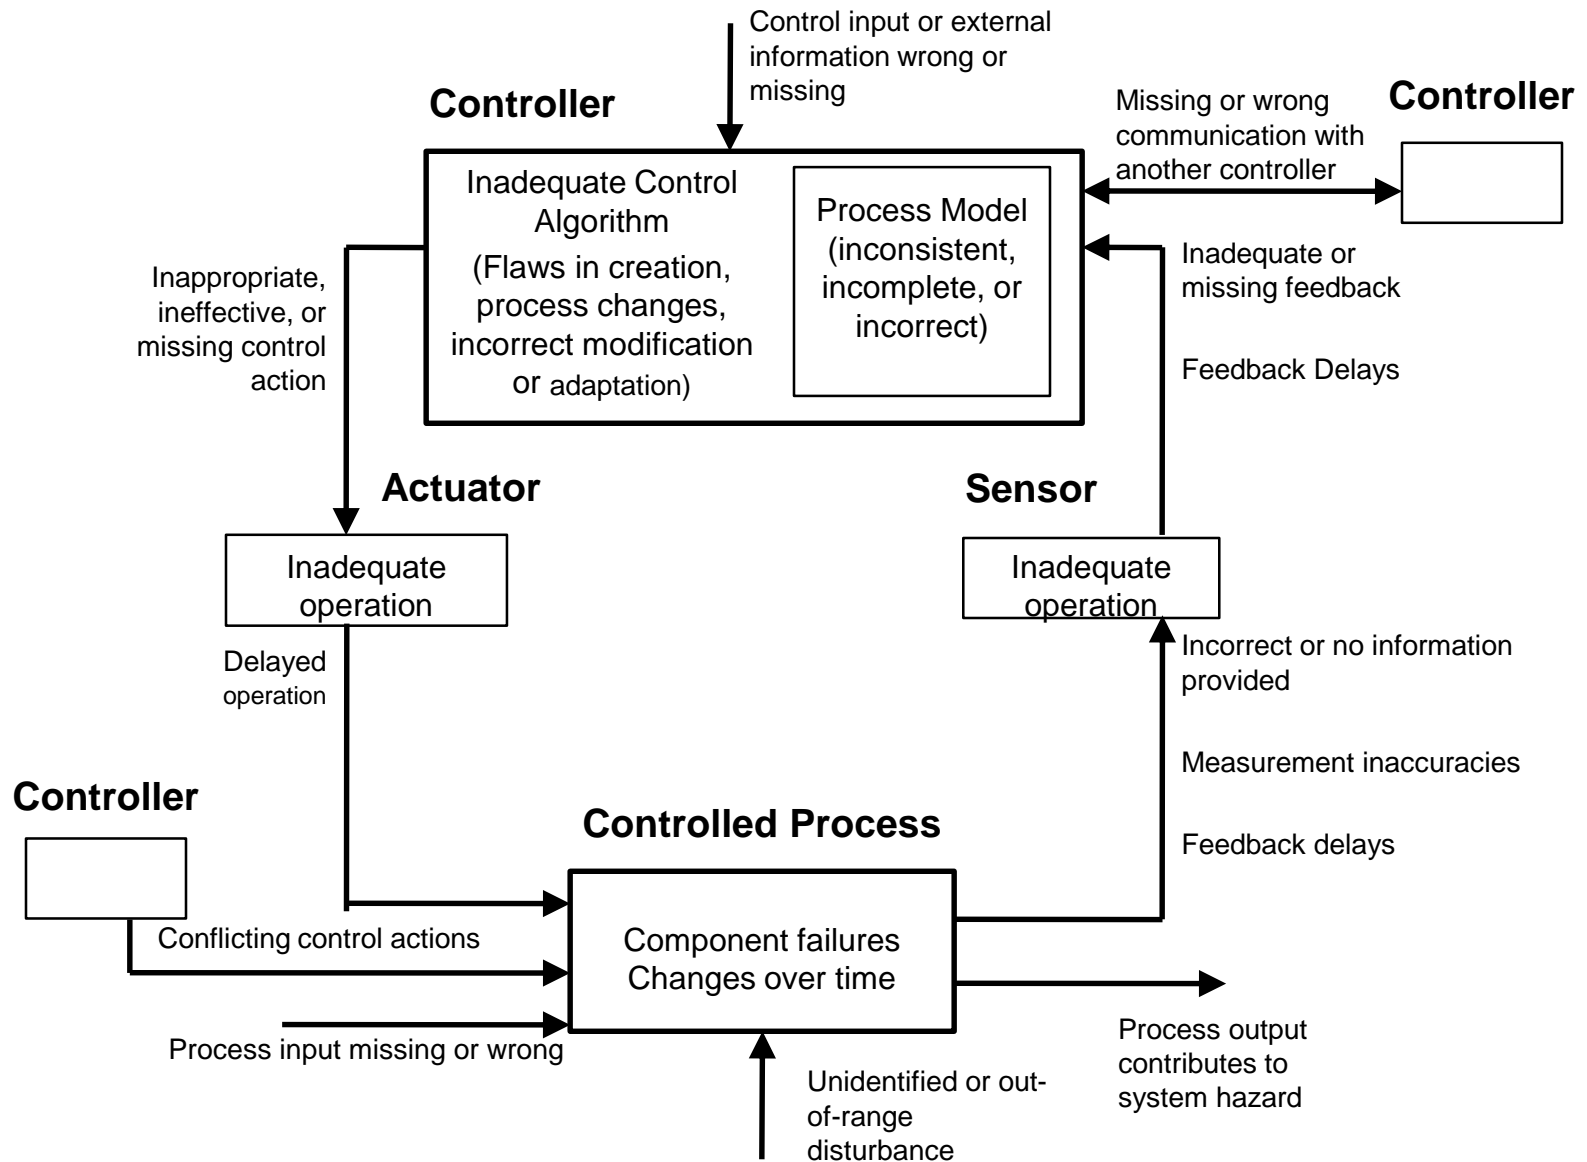 Control input or external
information wrong or
missing
Controller
Missing or wrong
communication with
another controller
Controller
Inadequate Control
Algorithm
(Flaws in creation,
process changes,
incorrect modification
or adaptation)
Process Model
(inconsistent,
incomplete, or
incorrect)
Inappropriate,
ineffective, or
missing control
action
Inadequate or
missing feedback
Feedback Delays
Actuator
Sensor
Inadequate
operation
Inadequate
operation
Delayed
operation
Incorrect or no information
provided
Measurement inaccuracies
Feedback delays
Controller
Controlled Process
Conflicting control actions
Component failures
Changes over time
Process input missing or wrong
Process output
contributes to
system hazard
Unidentified or out-
of-range
disturbance